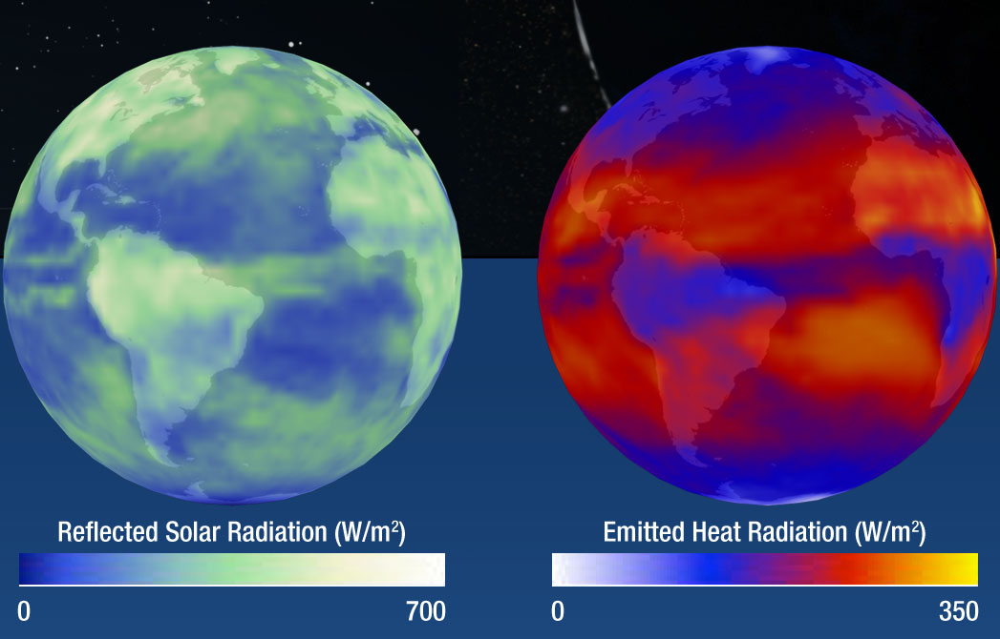 Reflected Solar Radiation (W/m²)
0 700
Emitted Heat Radiation (W/m²)
0 350